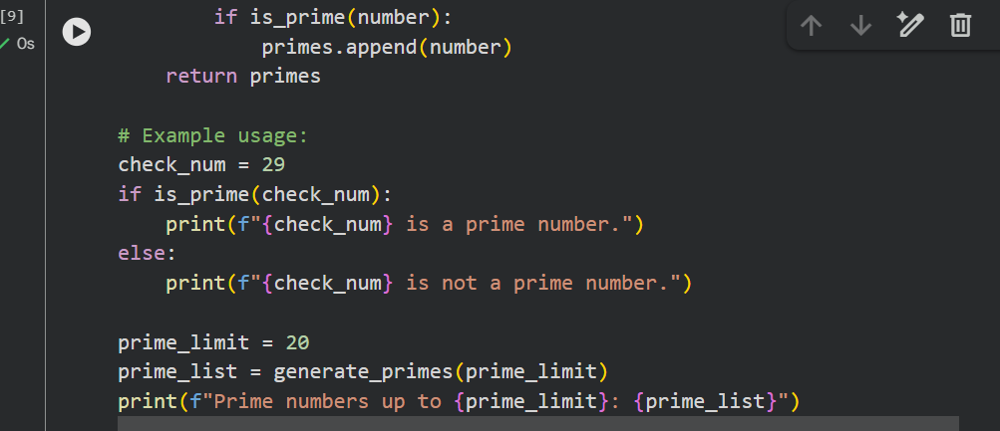 [9]
0s
        if is_prime(number):
            primes.append(number)
    return primes

# Example usage:
check_num = 29
if is_prime(check_num):
    print(f"{check_num} is a prime number.")
else:
    print(f"{check_num} is not a prime number.")

prime_limit = 20
prime_list = generate_primes(prime_limit)
print(f"Prime numbers up to {prime_limit}: {prime_list}")